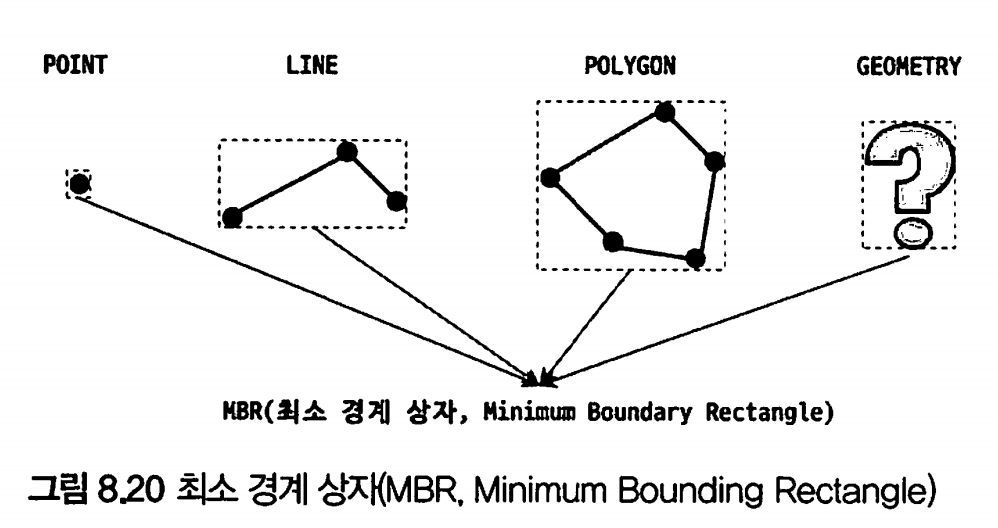 POINT LINE POLYGON GEOMETRY
MBR(최소 경계 상자, Minimum Boundary Rectangle)
그림 8.20 최소 경계 상자(MBR, Minimum Bounding Rectangle)